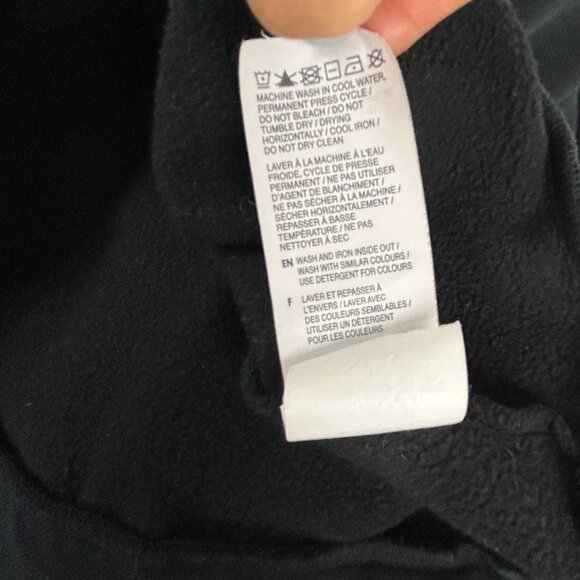 MACHINE WASH IN COOL WATER,
PERMANENT PRESS CYCLE /
DO NOT BLEACH / DO NOT
TUMBLE DRY / DRYING
HORIZONTALLY / COOL IRON /
DO NOT DRY CLEAN
LAVER À LA MACHINE À L'EAU
FROIDE, CYCLE DE PRESSE
PERMANENT / NE PAS UTILISER
D'AGENT DE BLANCHIMENT /
NE PAS SÉCHER À LA MACHINE /
SÉCHER HORIZONTALEMENT /
REPASSER À BASSE
TEMPÉRATURE / NE PAS
NETTOYER À SEC
EN WASH AND IRON INSIDE OUT /
WASH WITH SIMILAR COLOURS /
USE DETERGENT FOR COLOURS
F LAVER ET REPASSER À
L'ENVERS / LAVER AVEC
DES COULEURS SEMBLABLES /
UTILISER UN DÉTERGENT
POUR LES COULEURS